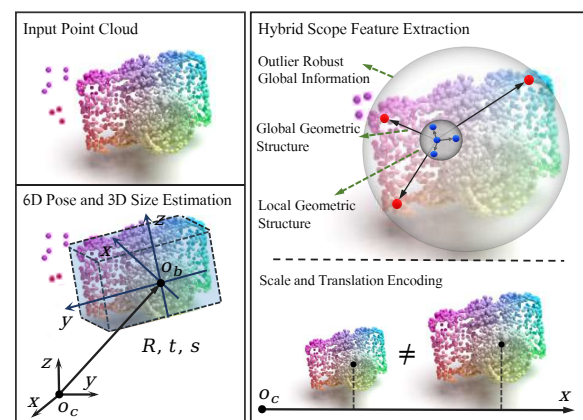 Input Point Cloud
6D Pose and 3D Size Estimation
z
x
o_b
y
R, t, s
z
y
x
o_c
Hybrid Scope Feature Extraction
Outlier Robust
Global Information
Global Geometric
Structure
Local Geometric
Structure
Scale and Translation Encoding
≠
o_c
x